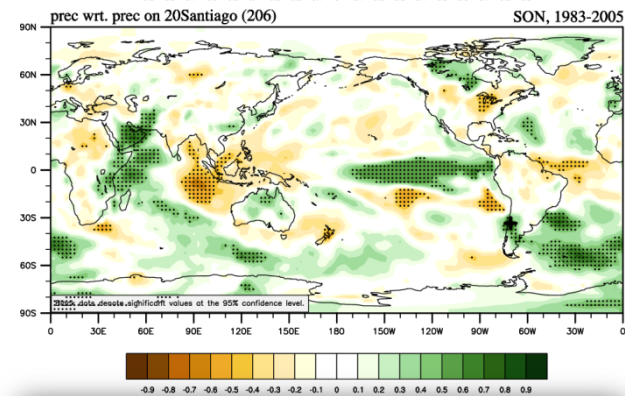 prec wrt. prec on 20Santiago (206) SON, 1983-2005
90N
60N
30N
0
30S
60S
90S
dots denote significant values at the 95% confidence level.
0 30E 60E 90E 120E 150E 180 150W 120W 90W 60W 30W 0
-0.9 -0.8 -0.7 -0.6 -0.5 -0.4 -0.3 -0.2 -0.1 0 0.1 0.2 0.3 0.4 0.5 0.6 0.7 0.8 0.9